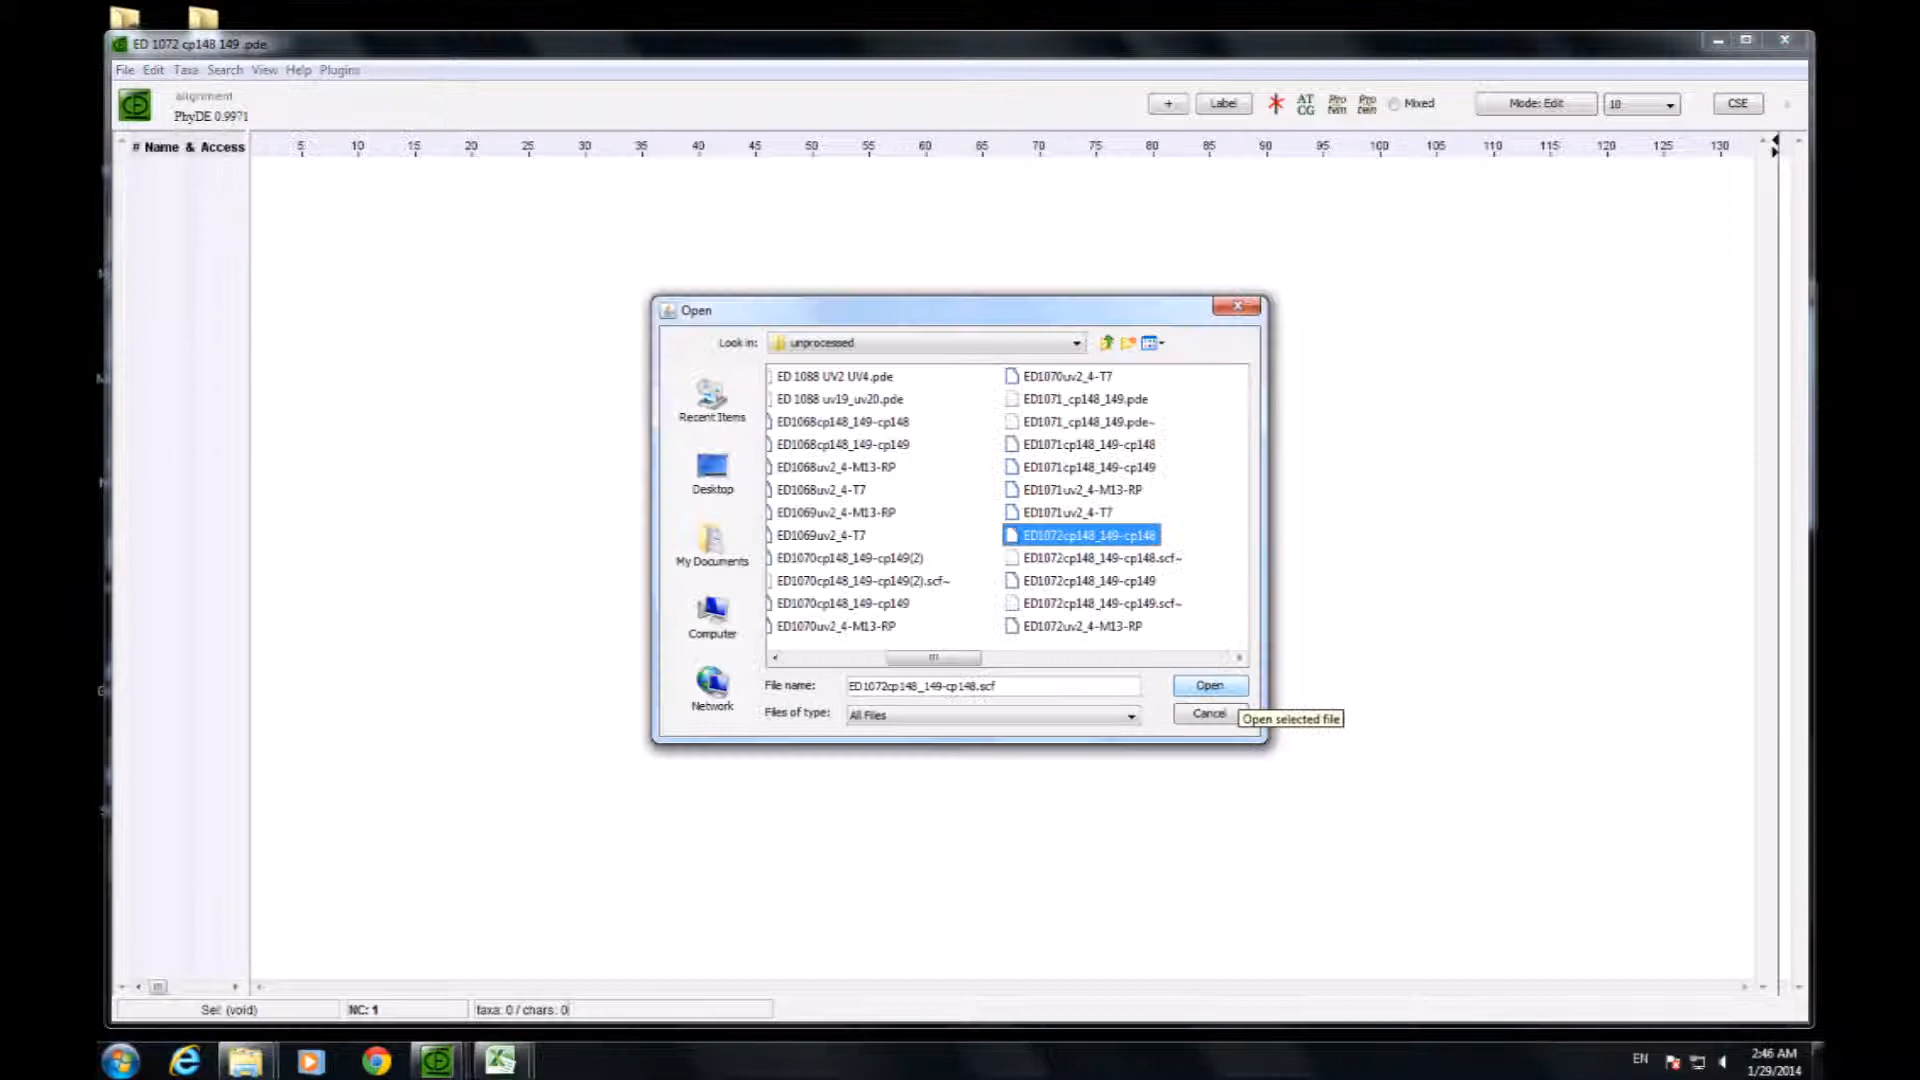 ED 1072 cp148 149 .pde
File Edit Taxa Search View Help Plugins
alignment
PhyDE 0.9971
+ Label AT CG Pro tein Pro tein Mixed Mode: Edit 10 CSE
# Name & Access 5 10 15 20 25 30 35 40 45 50 55 60 65 70 75 80 85 90 95 100 105 110 115 120 125 130
Open
Look in: unprocessed
Recent Items
Desktop
My Documents
Computer
Network
ED 1088 UV2 UV4.pde
ED 1088 uv19_uv20.pde
ED1068cp148_149-cp148
ED1068cp148_149-cp149
ED1068uv2_4-M13-RP
ED1068uv2_4-T7
ED1069uv2_4-M13-RP
ED1069uv2_4-T7
ED1070cp148_149-cp149(2)
ED1070cp148_149-cp149(2).scf~
ED1070cp148_149-cp149
ED1070uv2_4-M13-RP
ED1070uv2_4-T7
ED1071_cp148_149.pde
ED1071_cp148_149.pde~
ED1071cp148_149-cp148
ED1071cp148_149-cp149
ED1071uv2_4-M13-RP
ED1071uv2_4-T7
ED1072cp148_149-cp148
ED1072cp148_149-cp148.scf~
ED1072cp148_149-cp149
ED1072cp148_149-cp149.scf~
ED1072uv2_4-M13-RP
File name: ED1072cp148_149-cp148.scf Open
Files of type: All Files Cancel
Open selected file
Sel: (void) NC: 1 taxa: 0 / chars: 0
EN 2:46 AM
1/29/2014